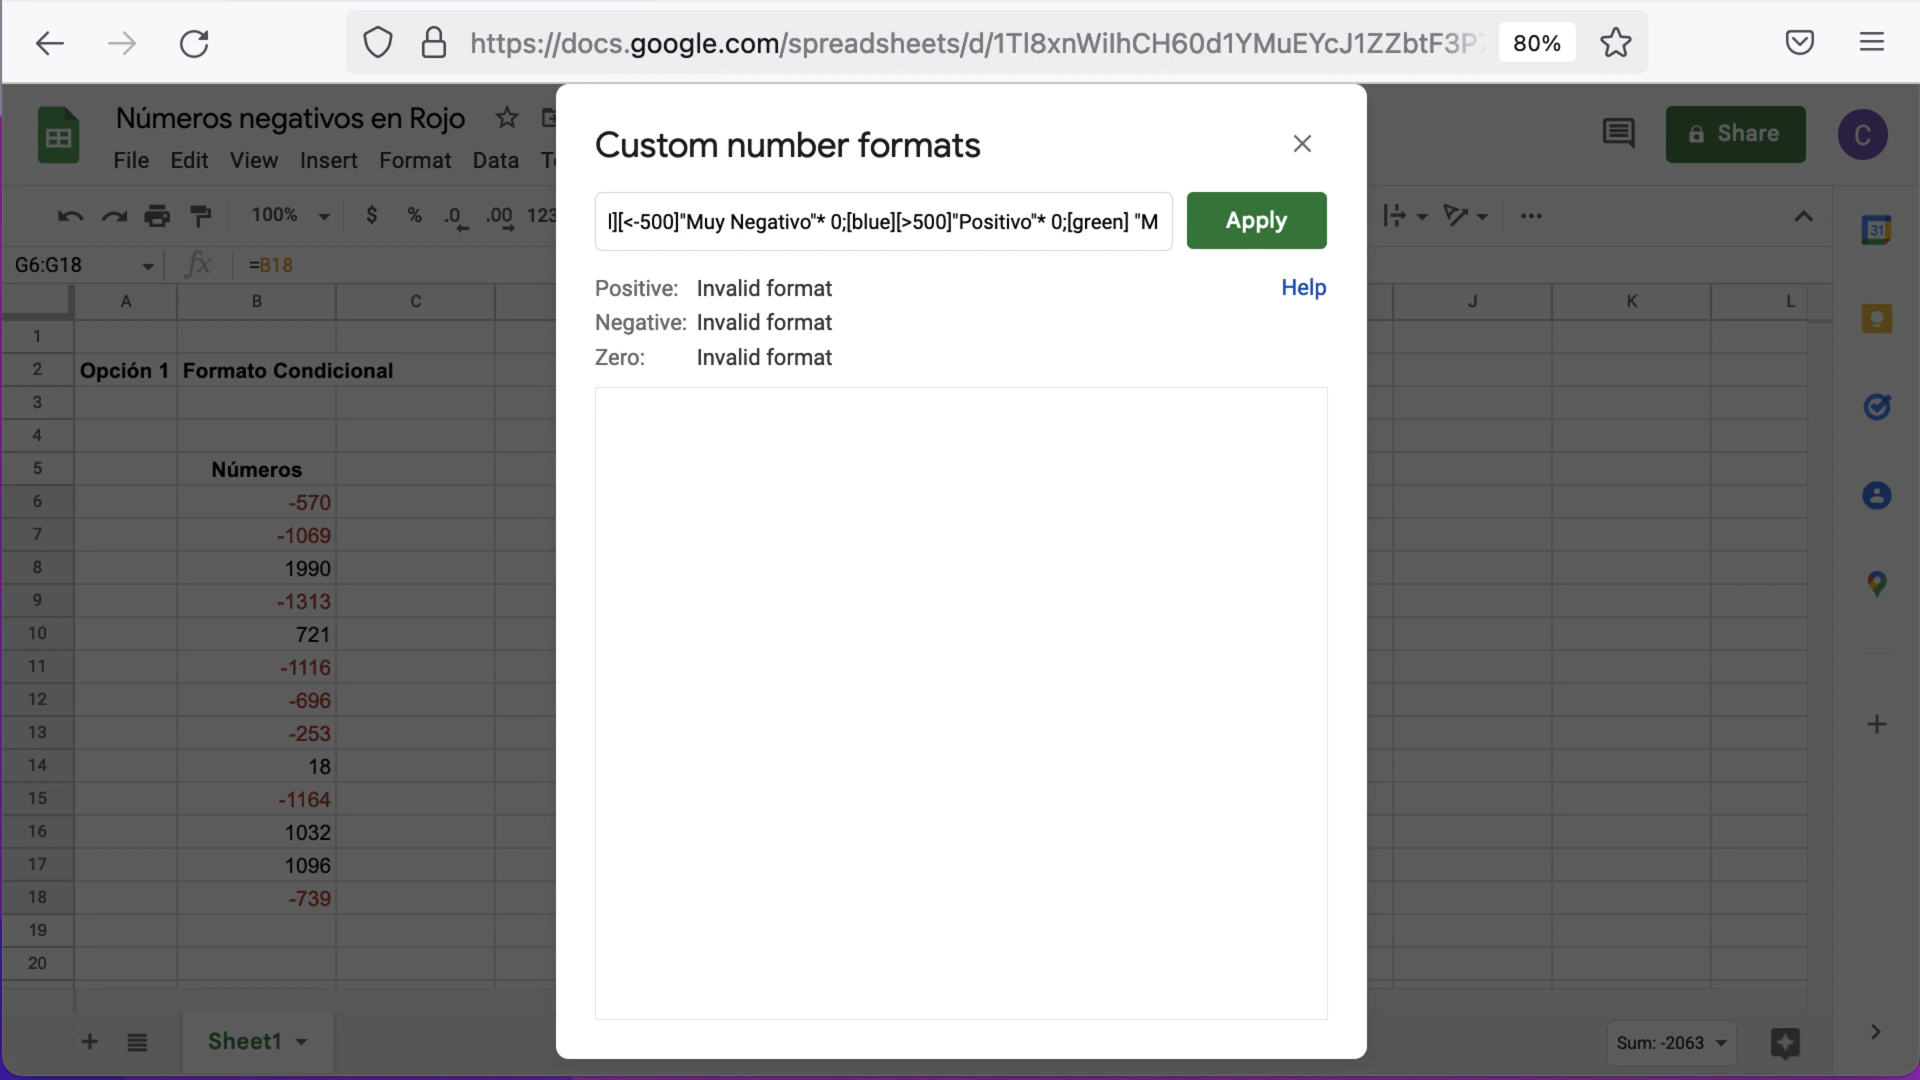 https://docs.google.com/spreadsheets/d/1Tl8xnWilhCH60d1YMuEYcJ1ZZbtF3P7
80%
Números negativos en Rojo
File Edit View Insert Format Data
Share
C
100% $ % .0 .00 123
G6:G18 fx =B18
Custom number formats
l][<-500]"Muy Negativo"* 0;[blue][>500]"Positivo"* 0;[green] "M
Apply
Positive: Invalid format
Help
Negative: Invalid format
Zero: Invalid format
A B C J K L
1
2 Opción 1 Formato Condicional
3
4
5 Números
6 -570
7 -1069
8 1990
9 -1313
10 721
11 -1116
12 -696
13 -253
14 18
15 -1164
16 1032
17 1096
18 -739
19
20
Sheet1
Sum: -2063
31